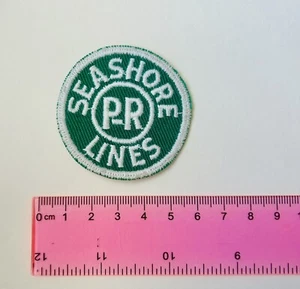 SEASHORE
P-R
LINES
0cm 1 2 3 4 5 6 7 8 9
12 11 10 9